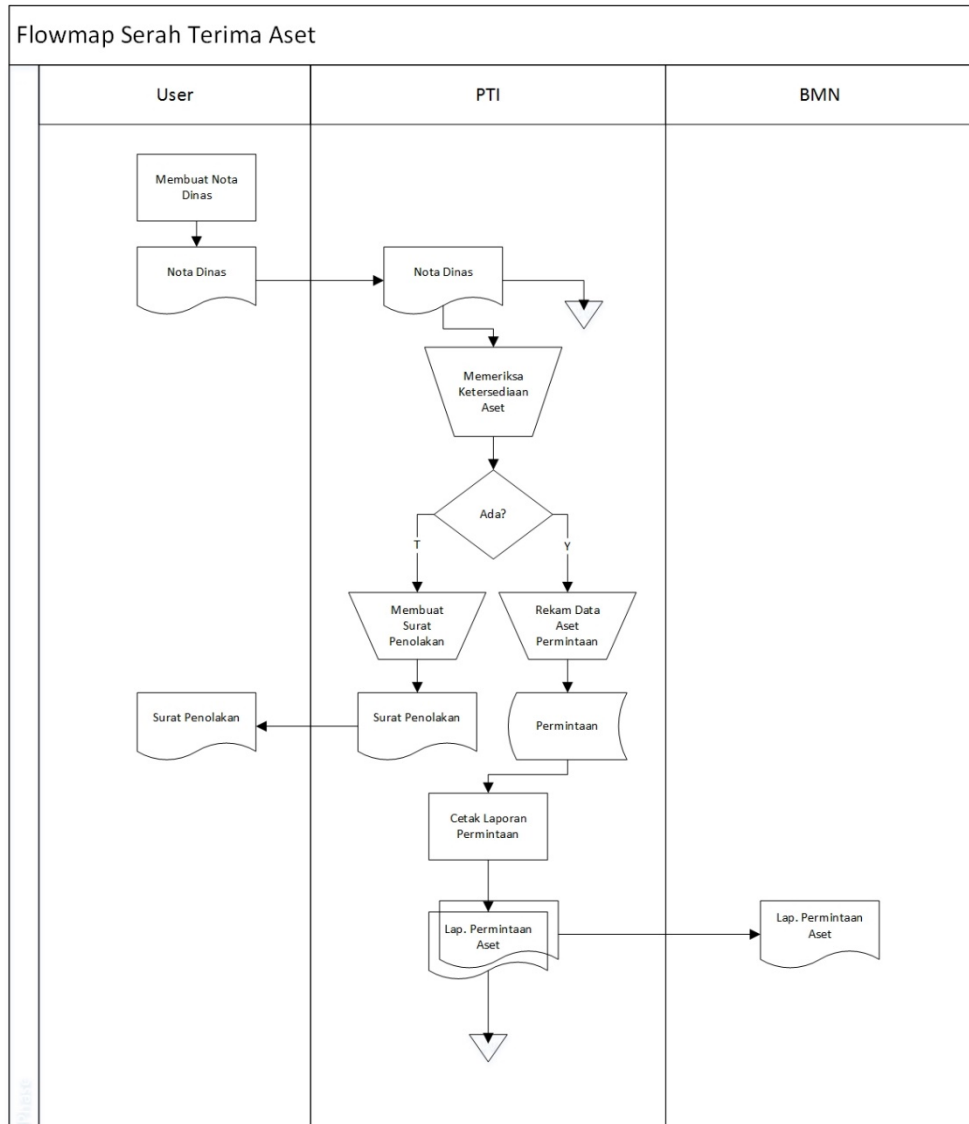 Flowmap Serah Terima Aset
User
PTI
BMN
Membuat Nota
Dinas
Nota Dinas
Nota Dinas
Memeriksa
Ketersediaan
Aset
Ada?
T
Y
Membuat
Surat
Penolakan
Rekam Data
Aset
Permintaan
Surat Penolakan
Surat Penolakan
Permintaan
Cetak Laporan
Permintaan
Lap. Permintaan
Aset
Lap. Permintaan
Aset
Phase